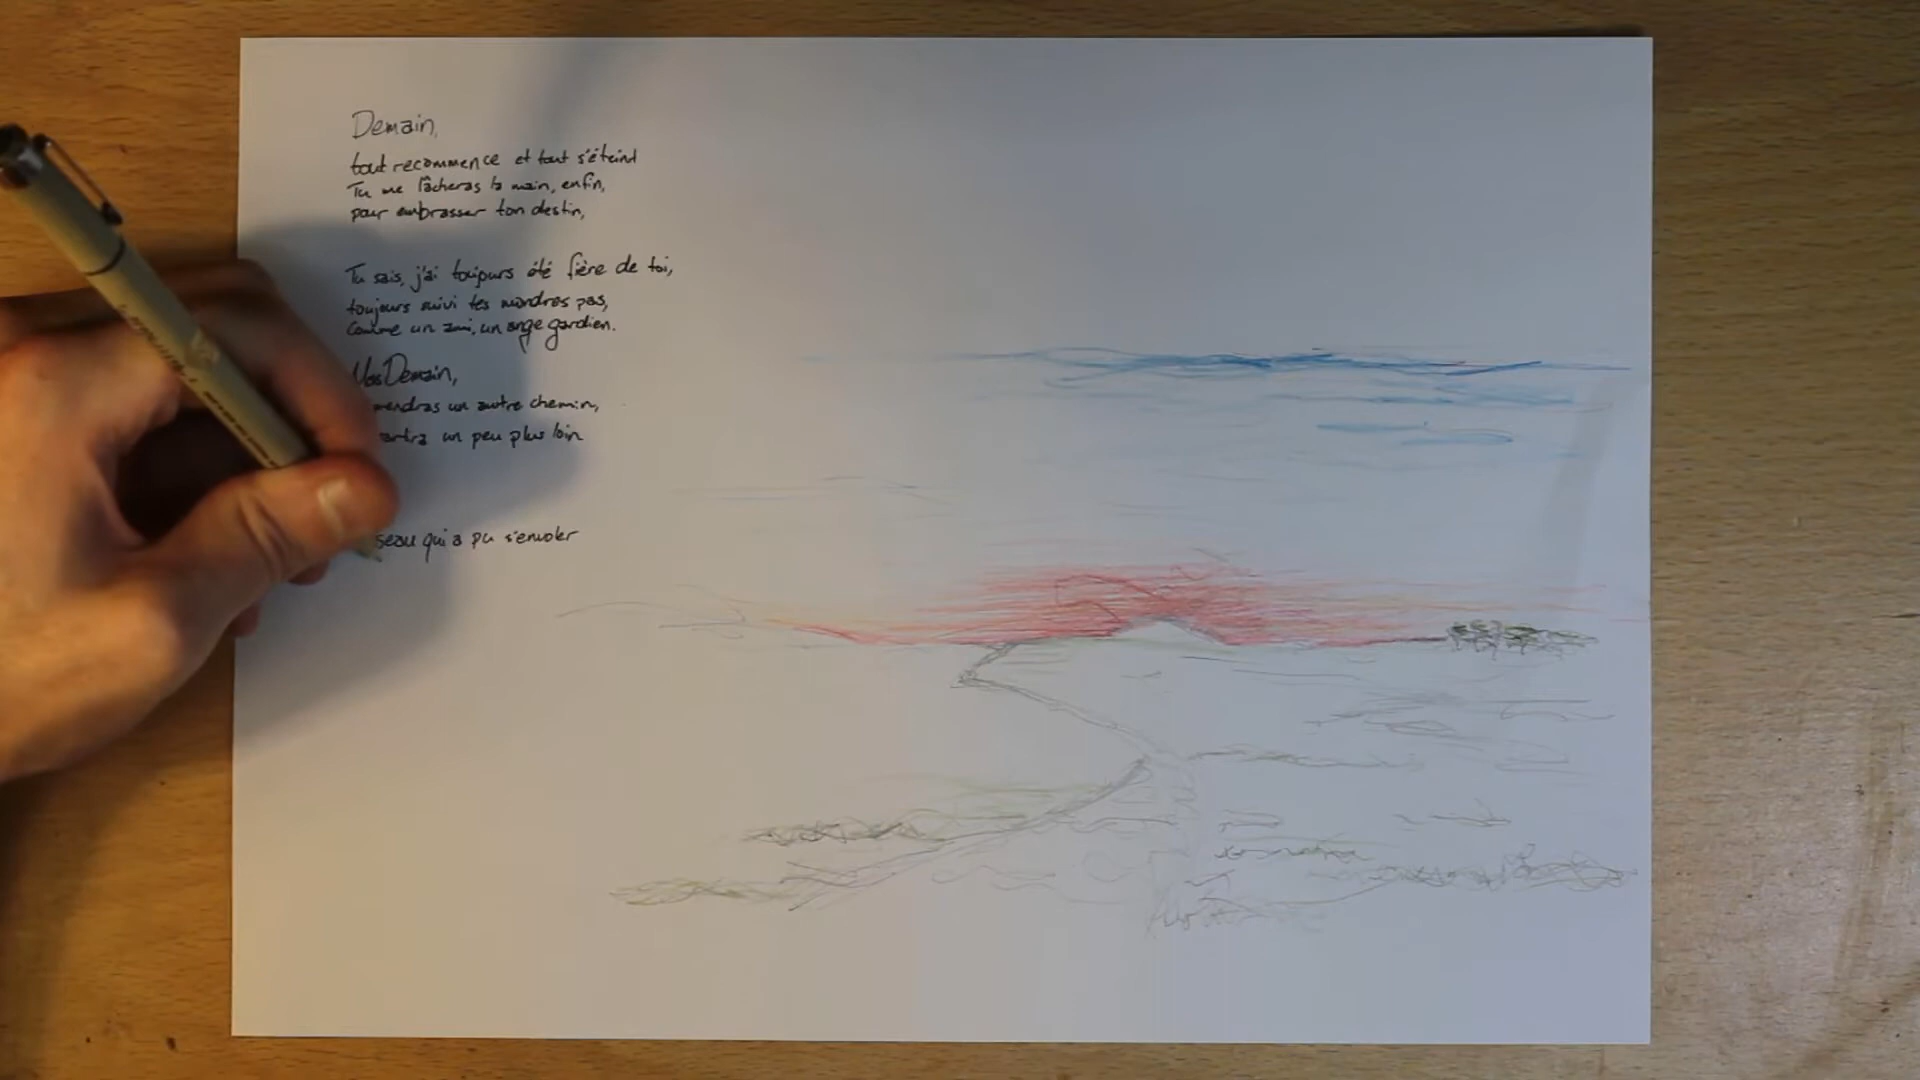 Demain,
tout recommence et tout s'éteint
Tu me lâcheras la main, enfin,
pour embrasser ton destin,
Tu sais, j'ai toujours été fière de toi,
toujours suivi tes moindres pas,
Comme un ami, un ange gardien.
Mais Demain,
un autre chemin,
un peu plus loin
qui a pu s'envoler